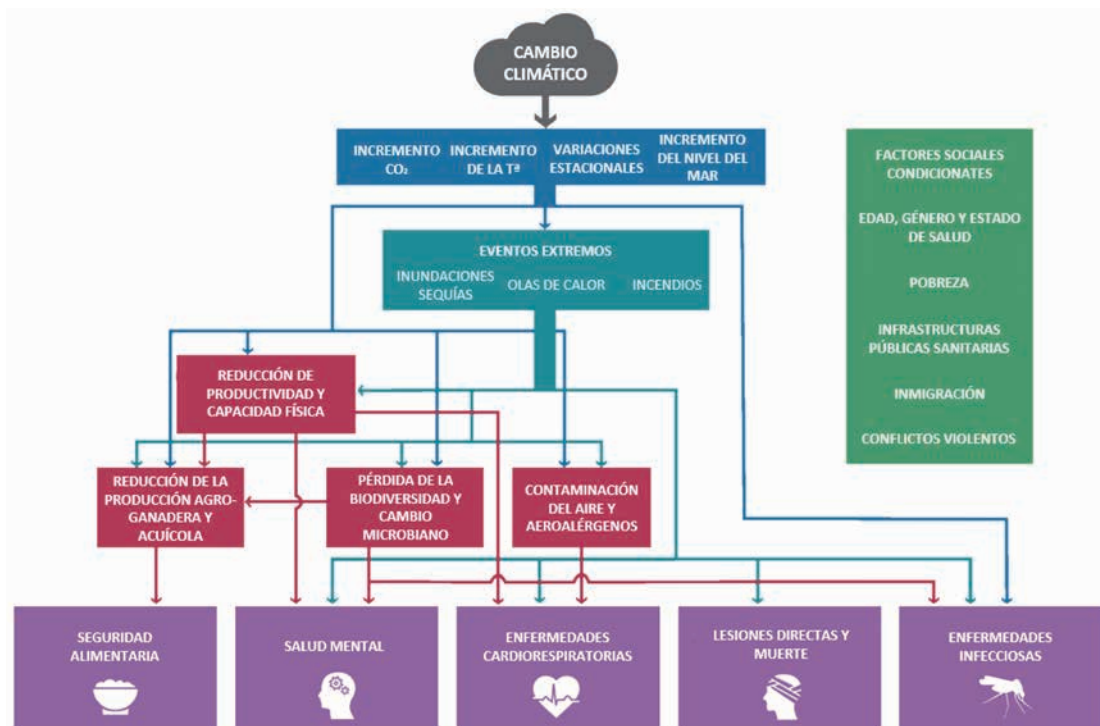 CAMBIO
CLIMÁTICO
INCREMENTO
CO₂
INCREMENTO
DE LA Tª
VARIACIONES
ESTACIONALES
INCREMENTO
DEL NIVEL DEL
MAR
FACTORES SOCIALES
CONDICIONATES
EDAD, GÉNERO Y ESTADO
DE SALUD
POBREZA
INFRASTRUCTURAS
PÚBLICAS SANITARIAS
INMIGRACIÓN
CONFLICTOS VIOLENTOS
EVENTOS EXTREMOS
INUNDACIONES
SEQUÍAS
OLAS DE CALOR
INCENDIOS
REDUCCIÓN DE
PRODUCTIVIDAD Y
CAPACIDAD FÍSICA
REDUCCIÓN DE LA
PRODUCCIÓN AGRO-
GANADERA Y
ACUÍCOLA
PÉRDIDA DE LA
BIODIVERSIDAD Y
CAMBIO
MICROBIANO
CONTAMINACIÓN
DEL AIRE Y
AEROALÉRGENOS
SEGURIDAD
ALIMENTARIA
SALUD MENTAL
ENFERMEDADES
CARDIORESPIRATORIAS
LESIONES DIRECTAS Y
MUERTE
ENFERMEDADES
INFECCIOSAS